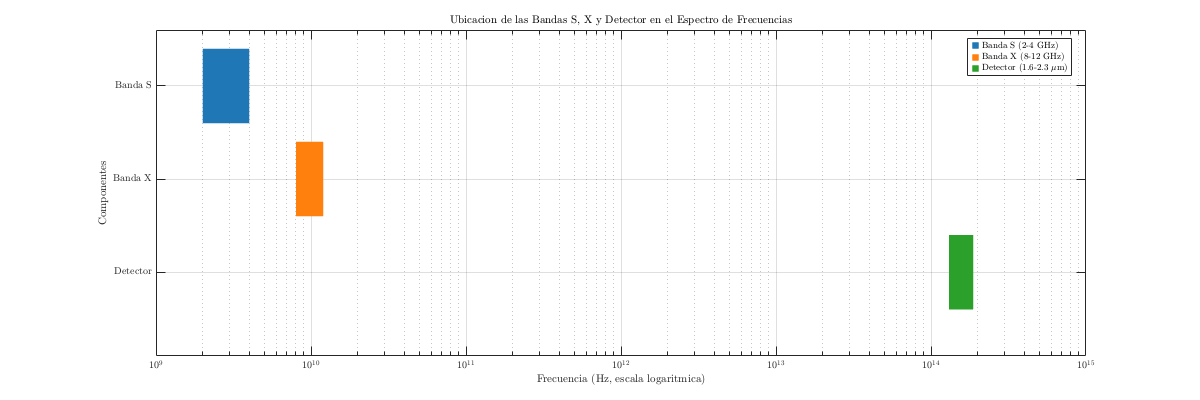 Ubicacion de las Bandas S, X y Detector en el Espectro de Frecuencias
Banda S (2-4 GHz)
Banda X (8-12 GHz)
Detector (1.6-2.3 μm)
Componentes
Banda S
Banda X
Detector
10⁹ 10¹⁰ 10¹¹ 10¹² 10¹³ 10¹⁴ 10¹⁵
Frecuencia (Hz, escala logaritmica)